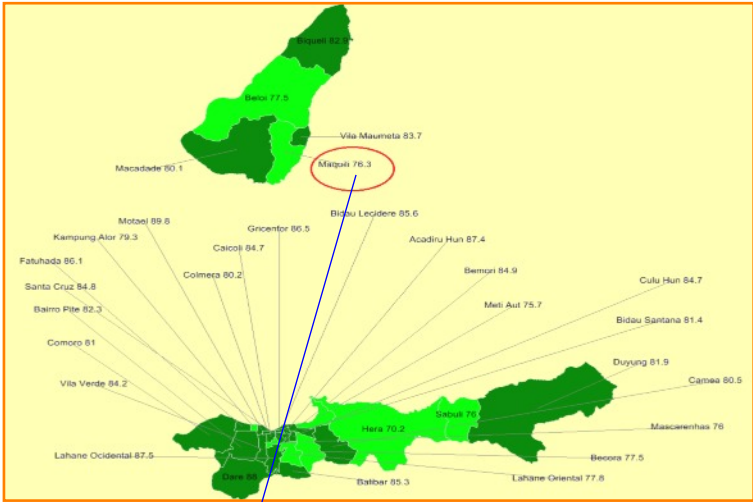 Biqueli 82.9
Beloi 77.5
Vila Maumeta 83.7
Macadade 80.1
Maquili 76.3
Bidau Lecidere 85.6
Motael 89.8
Gricenfor 86.5
Kampung Alor 79.3
Acadiru Hun 87.4
Caicoli 84.7
Fatuhada 86.1
Bemori 84.9
Colmera 80.2
Culu Hun 84.7
Santa Cruz 84.8
Meti Aut 75.7
Bairro Pite 82.3
Bidau Santana 81.4
Comoro 81
Duyung 81.9
Vila Verde 84.2
Camea 80.5
Sabuli 76
Hera 70.2
Mascarenhas 76
Lahane Ocidental 87.5
Becora 77.5
Dare 88
Balibar 85.3
Lahane Oriental 77.8